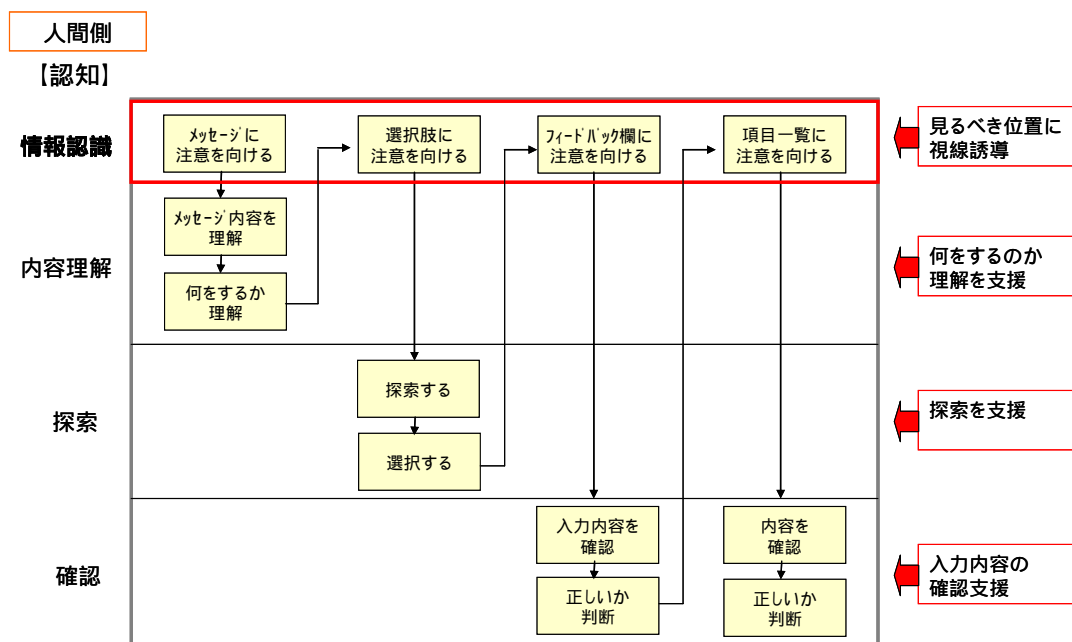 人間側
【認知】
情報認識
ﾒｯｾｰｼﾞに
注意を向ける
選択肢に
注意を向ける
ﾌｨｰﾄﾞﾊﾞｯｸ欄に
注意を向ける
項目一覧に
注意を向ける
見るべき位置に
視線誘導
内容理解
ﾒｯｾｰｼﾞ内容を
理解
何をするか
理解
何をするのか
理解を支援
探索
探索する
選択する
探索を支援
確認
入力内容を
確認
正しいか
判断
内容を
確認
正しいか
判断
入力内容の
確認支援